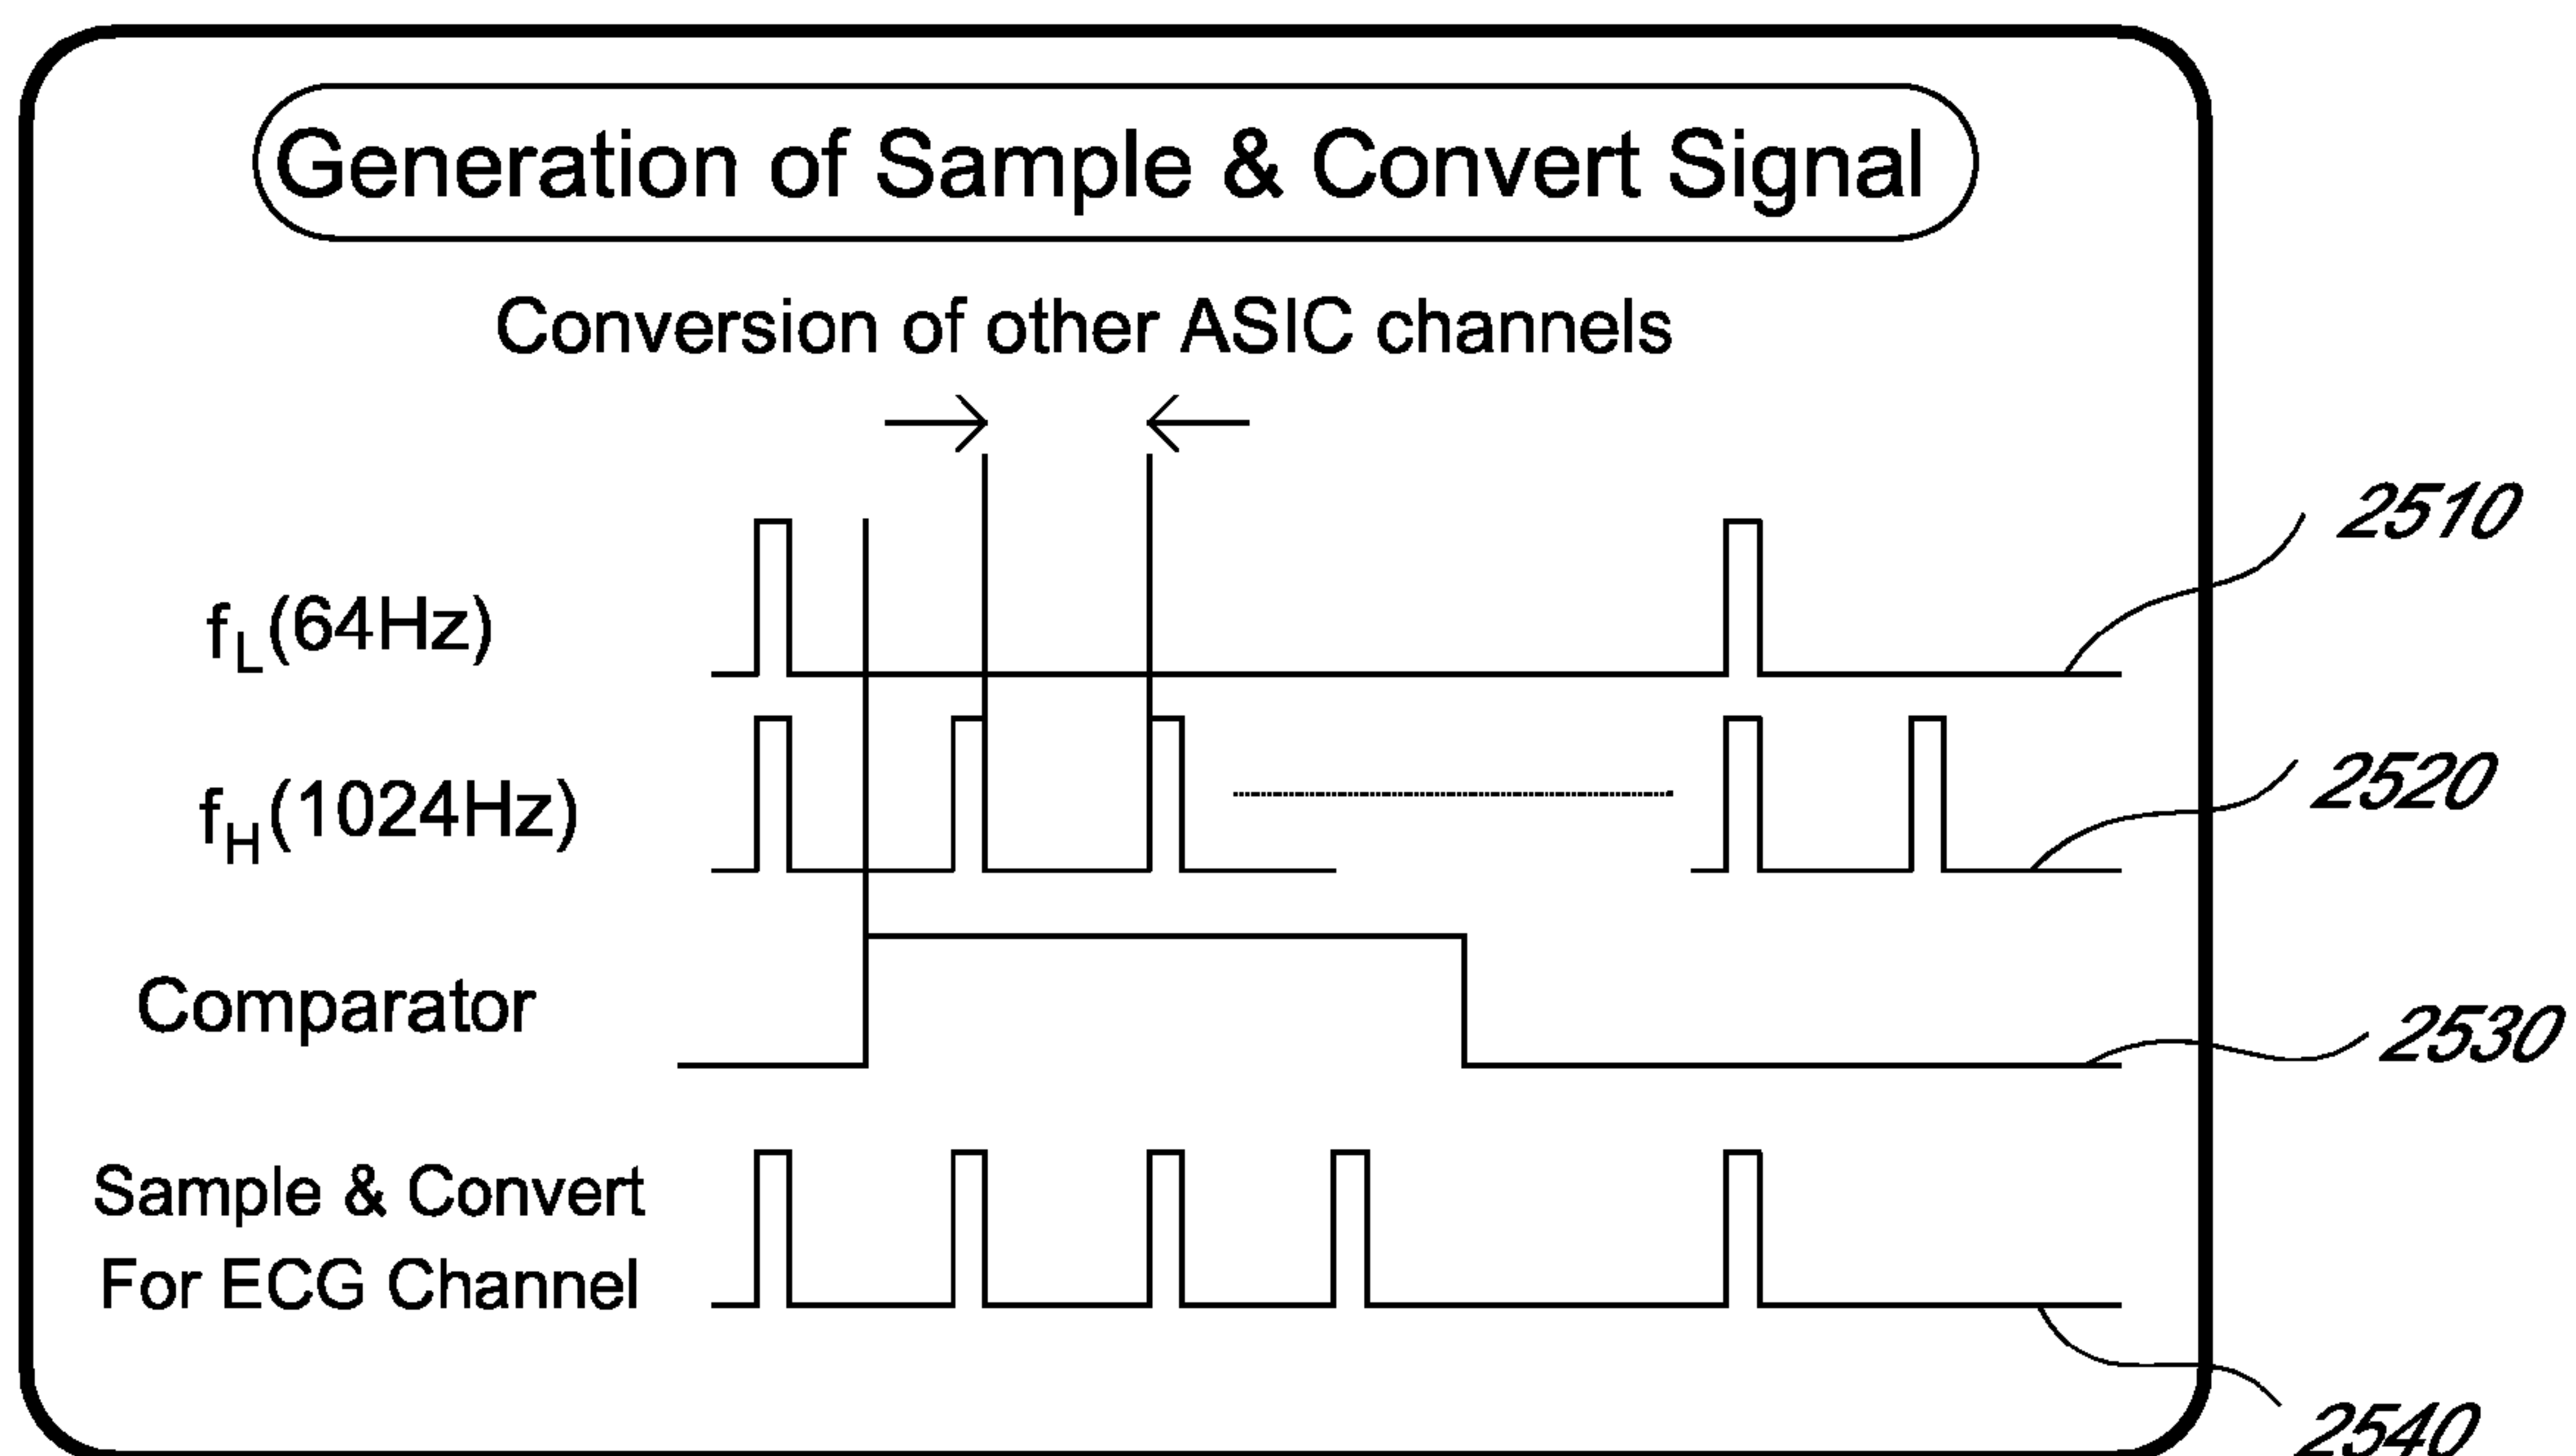 Generation of Sample & Convert Signal
Conversion of other ASIC channels
2510
fL(64Hz)
2520
fH(1024Hz)
Comparator
2530
Sample & Convert
For ECG Channel
2540